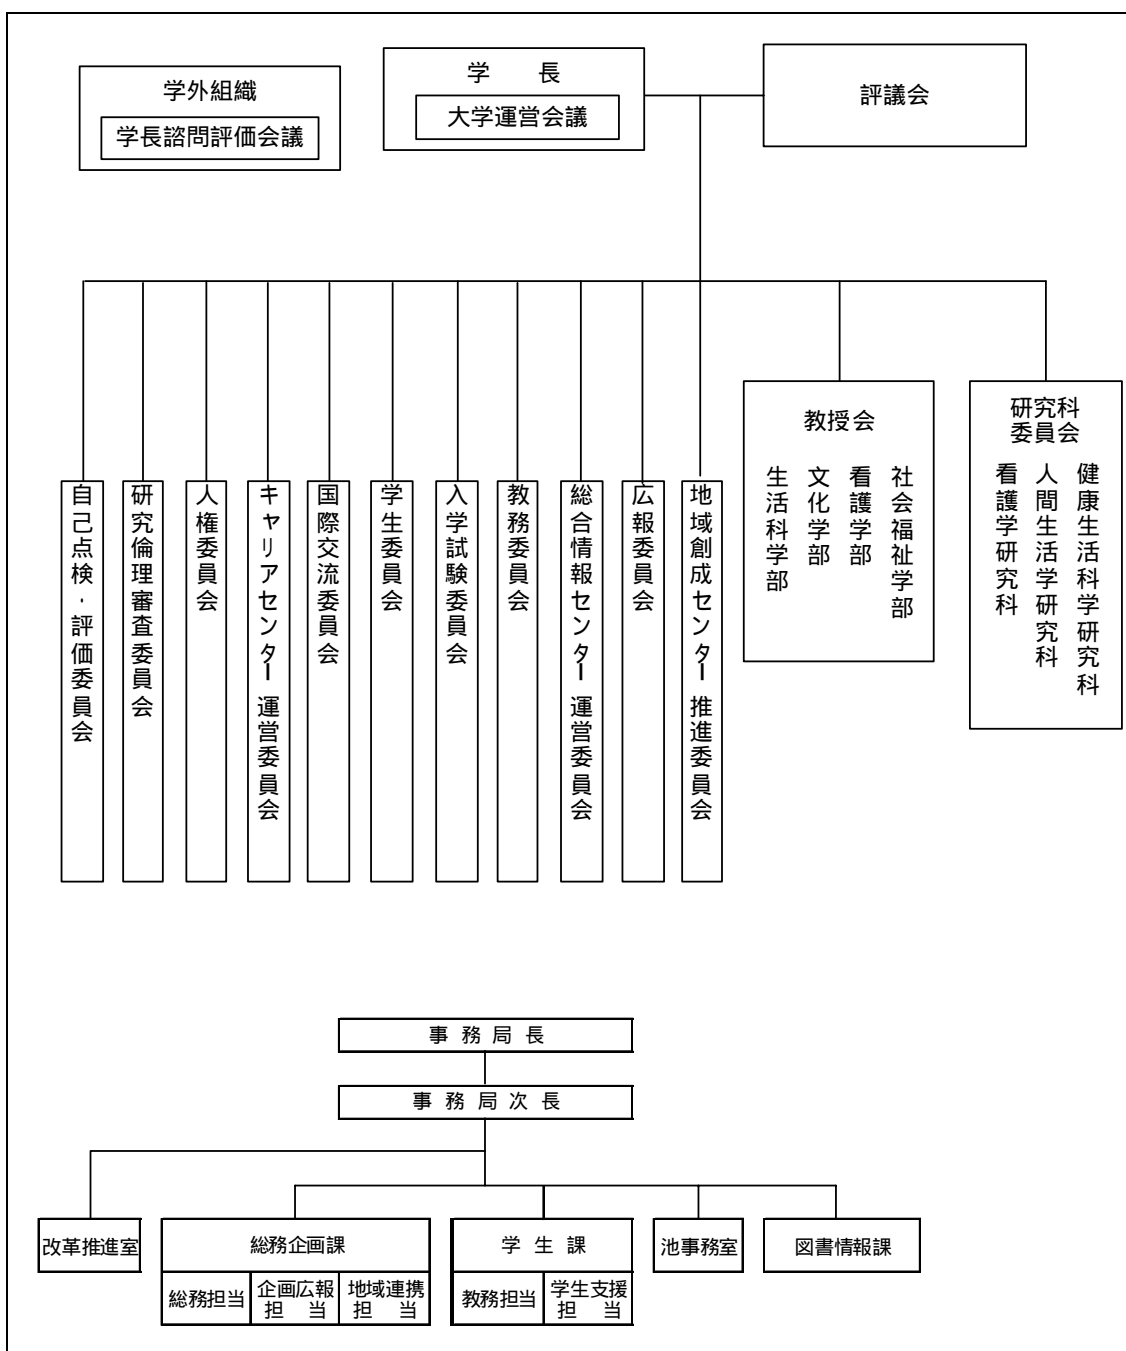 学外組織
学長諮問評価会議
学　長
大学運営会議
評議会
自己点検・評価委員会
研究倫理審査委員会
人権委員会
キャリアセンター運営委員会
国際交流委員会
学生委員会
入学試験委員会
教務委員会
総合情報センター運営委員会
広報委員会
地域創成センター推進委員会
教授会
生活科学部
文化学部
看護学部
社会福祉学部
研究科
委員会
看護学研究科
人間生活学研究科
健康生活科学研究科
事務局長
事務局次長
改革推進室
総務企画課
総務担当
企画広報
担　当
地域連携
担　当
学生課
教務担当
学生支援
担　当
池事務室
図書情報課